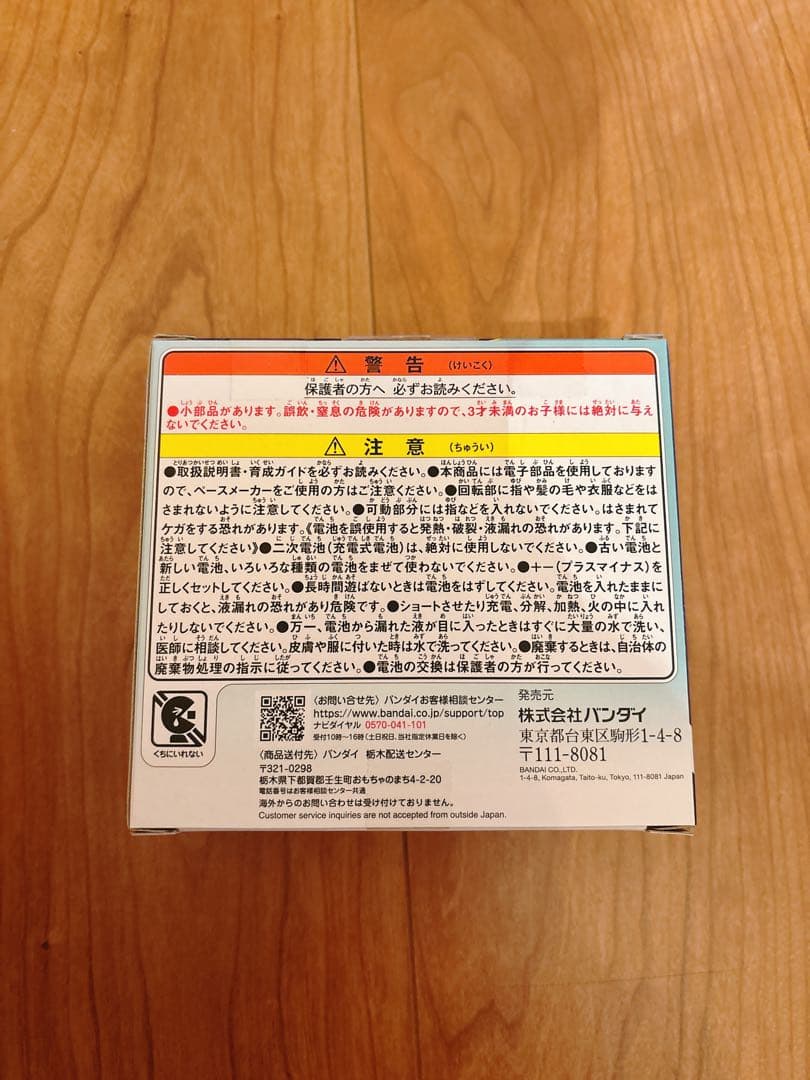 ⚠ 警告 (けいこく)
保護者の方へ 必ずお読みください。
●小部品があります。誤飲・窒息の危険がありますので、3才未満のお子様には絶対に与え
ないでください。
⚠ 注意 (ちゅうい)
●取扱説明書・育成ガイドを必ずお読みください。●本商品には電子部品を使用しております
ので、ペースメーカーをご使用の方はご注意ください。●回転部に指や髪の毛や衣服などをは
さまれないように注意してください。●可動部分には指などを入れないでください。はさまれて
ケガをする恐れがあります。《電池を誤使用すると発熱・破裂・液漏れの恐れがあります。下記に
注意してください》●二次電池(充電式電池)は、絶対に使用しないでください。●古い電池と
新しい電池、いろいろな種類の電池をまぜて使わないでください。●+−(プラスマイナス)を
正しくセットしてください。●長時間遊ばないときは電池をはずしてください。電池を入れたままに
しておくと、液漏れの恐れがあり危険です。●ショートさせたり充電、分解、加熱、火の中に入れ
たりしないでください。●万一、電池から漏れた液が目に入ったときはすぐに大量の水で洗い、
医師に相談してください。皮膚や服に付いた時は水で洗ってください。●廃棄するときは、自治体の
廃棄物処理の指示に従ってください。●電池の交換は保護者の方が行ってください。
くちにいれない
〈お問い合せ先〉バンダイお客様相談センター
https://www.bandai.co.jp/support/top
ナビダイヤル 0570-041-101
受付10時〜16時(土日祝日、当社指定休業日を除く)
〈商品送付先〉バンダイ 栃木配送センター
〒321-0298
栃木県下都賀郡壬生町おもちゃのまち4-2-20
電話番号はお客様相談センター共通
海外からのお問い合わせは受け付けておりません。
Customer service inquiries are not accepted from outside Japan.
発売元
株式会社バンダイ
東京都台東区駒形1-4-8
〒111-8081
BANDAI CO.,LTD.
1-4-8, Komagata, Taito-ku, Tokyo, 111-8081 Japan